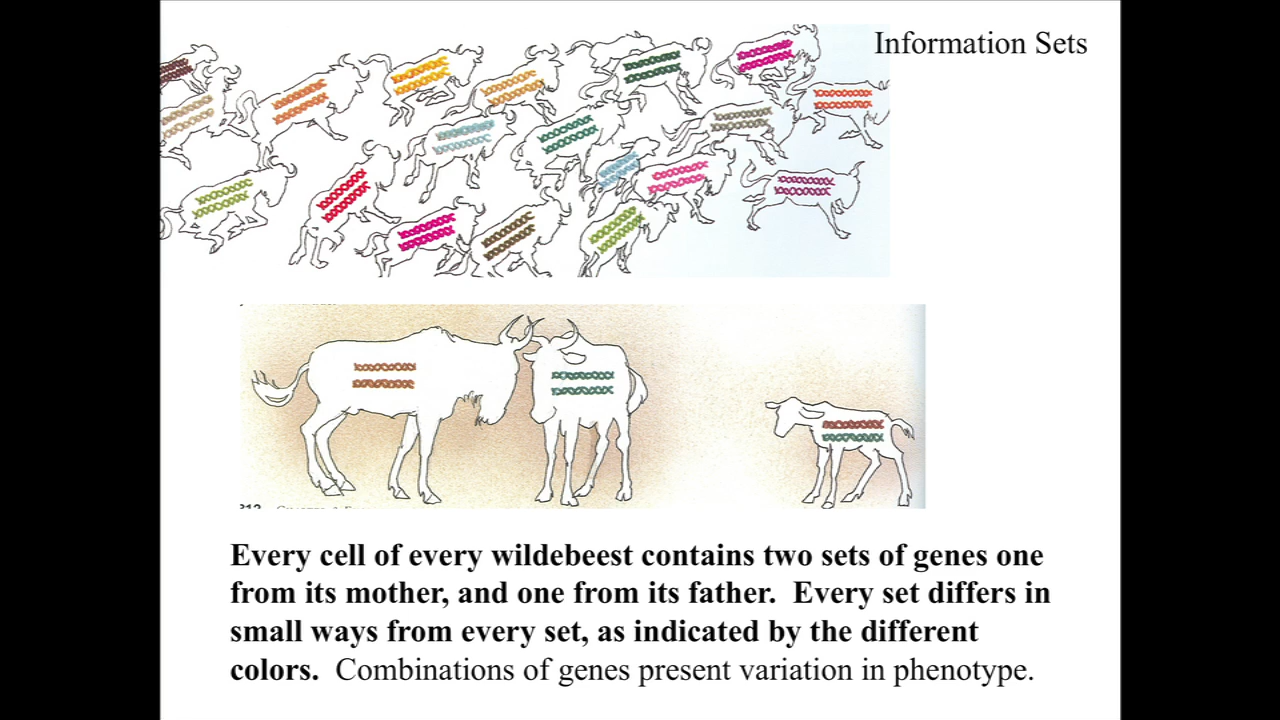 Information Sets
Every cell of every wildebeest contains two sets of genes one
from its mother, and one from its father.  Every set differs in
small ways from every set, as indicated by the different
colors.  Combinations of genes present variation in phenotype.